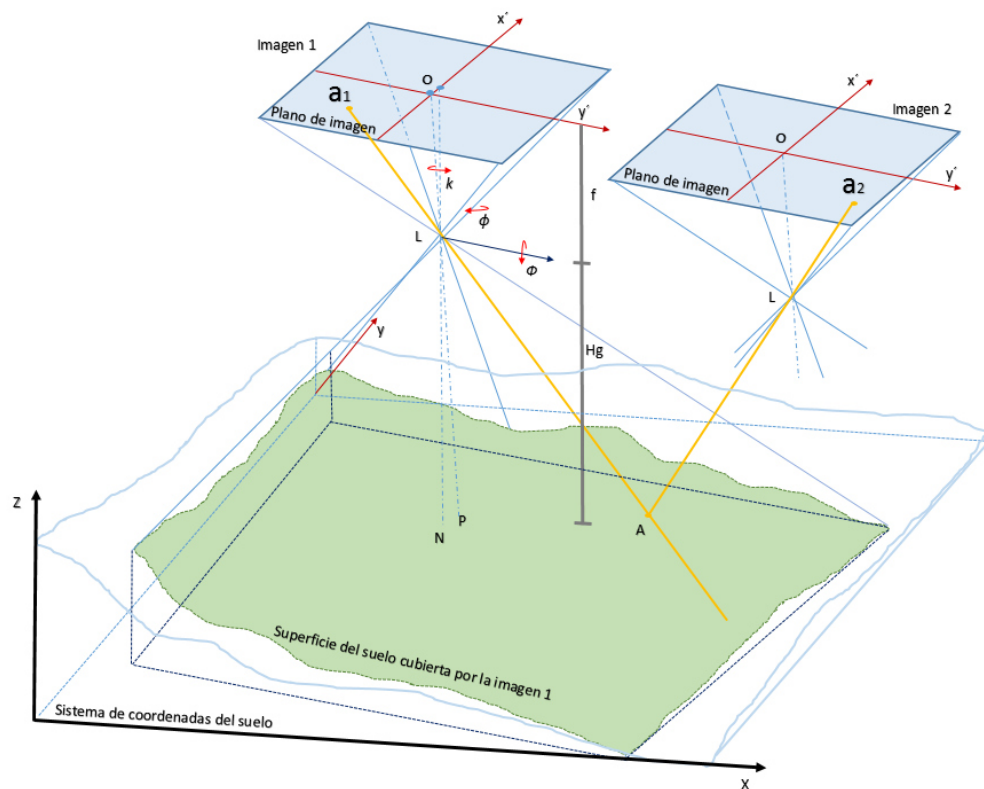 x´
Imagen 1
O
a1
Plano de imagen
y´
x´
Imagen 2
O
Plano de imagen
a2
y´
k
f
ϕ
L
Φ
L
y
Hg
Z
P
N
A
Superficie del suelo cubierta por la imagen 1
Sistema de coordenadas del suelo
X